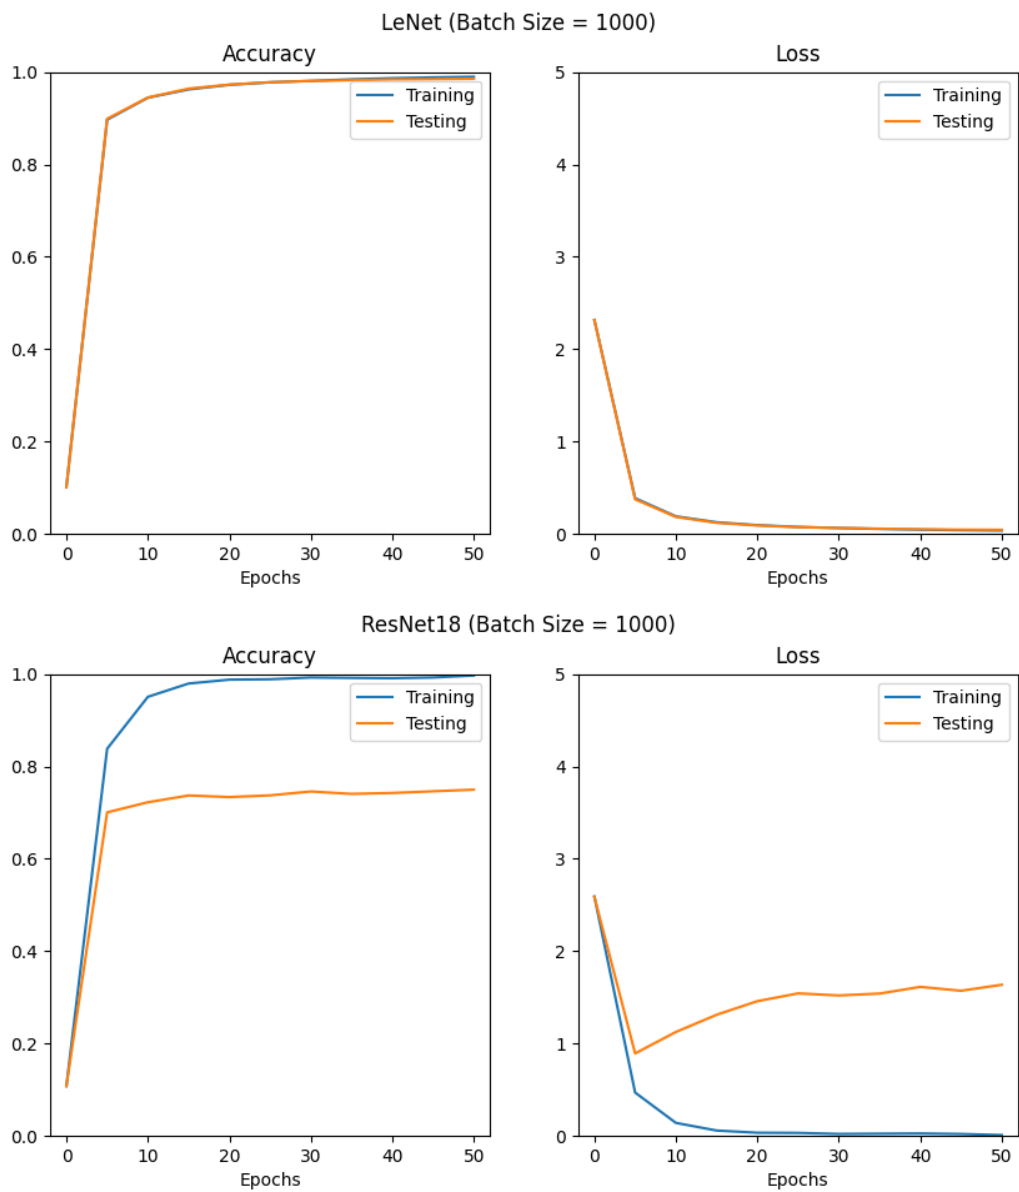 LeNet (Batch Size = 1000)
Accuracy
1.0
0.8
0.6
0.4
0.2
0.0
0 10 20 30 40 50
Epochs
Training
Testing
Loss
5
4
3
2
1
0
0 10 20 30 40 50
Epochs
Training
Testing
ResNet18 (Batch Size = 1000)
Accuracy
1.0
0.8
0.6
0.4
0.2
0.0
0 10 20 30 40 50
Epochs
Training
Testing
Loss
5
4
3
2
1
0
0 10 20 30 40 50
Epochs
Training
Testing